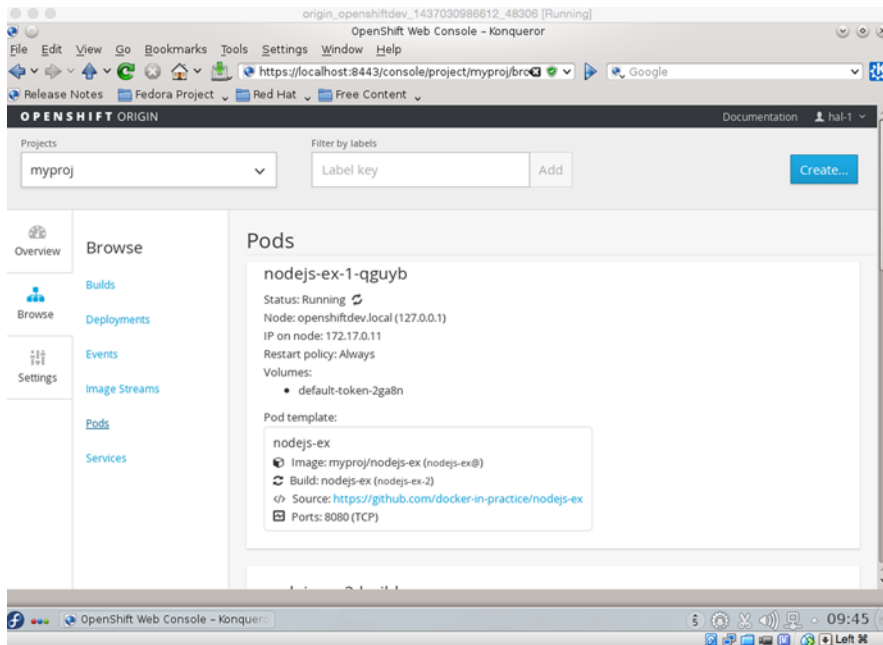 origin_openshiftdev_1437030986612_48306 [Running]
OpenShift Web Console – Konqueror
File Edit View Go Bookmarks Tools Settings Window Help
https://localhost:8443/console/project/myproj/bro
Google
Release Notes Fedora Project Red Hat Free Content
OPENSHIFT ORIGIN
Documentation hal-1
Projects
Filter by labels
myproj
Label key
Add
Create...
Overview
Browse
Settings
Browse
Builds
Deployments
Events
Image Streams
Pods
Services
Pods
nodejs-ex-1-qguyb
Status: Running
Node: openshiftdev.local (127.0.0.1)
IP on node: 172.17.0.11
Restart policy: Always
Volumes:
• default-token-2ga8n
Pod template:
nodejs-ex
Image: myproj/nodejs-ex (nodejs-ex@)
Build: nodejs-ex (nodejs-ex-2)
</> Source: https://github.com/docker-in-practice/nodejs-ex
Ports: 8080 (TCP)
OpenShift Web Console – Konquero
09:45
Left ⌘